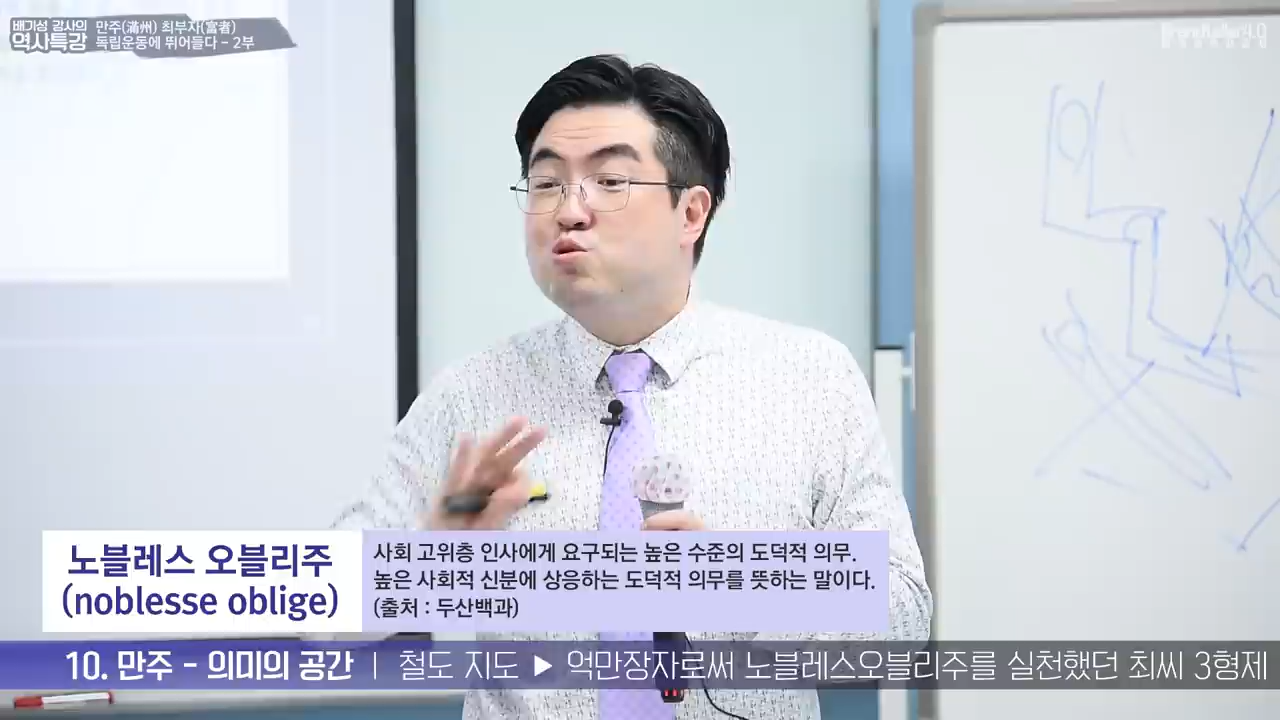 배기성 강사의
역사특강
만주(滿州) 최부자(富者)
독립운동에 뛰어들다 - 2부
노블레스 오블리주
(noblesse oblige)
사회 고위층 인사에게 요구되는 높은 수준의 도덕적 의무.
높은 사회적 신분에 상응하는 도덕적 의무를 뜻하는 말이다.
(출처 : 두산백과)
10. 만주 - 의미의 공간 | 철도 지도 ▶ 억만장자로써 노블레스오블리주를 실천했던 최씨 3형제